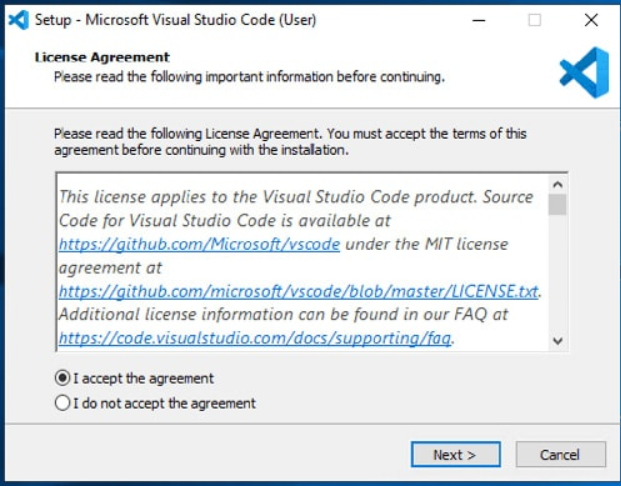 Setup - Microsoft Visual Studio Code (User)
License Agreement
Please read the following important information before continuing.
Please read the following License Agreement. You must accept the terms of this
agreement before continuing with the installation.
This license applies to the Visual Studio Code product. Source
Code for Visual Studio Code is available at
https://github.com/Microsoft/vscode under the MIT license
agreement at
https://github.com/microsoft/vscode/blob/master/LICENSE.txt.
Additional license information can be found in our FAQ at
https://code.visualstudio.com/docs/supporting/faq.
I accept the agreement
I do not accept the agreement
Next >
Cancel